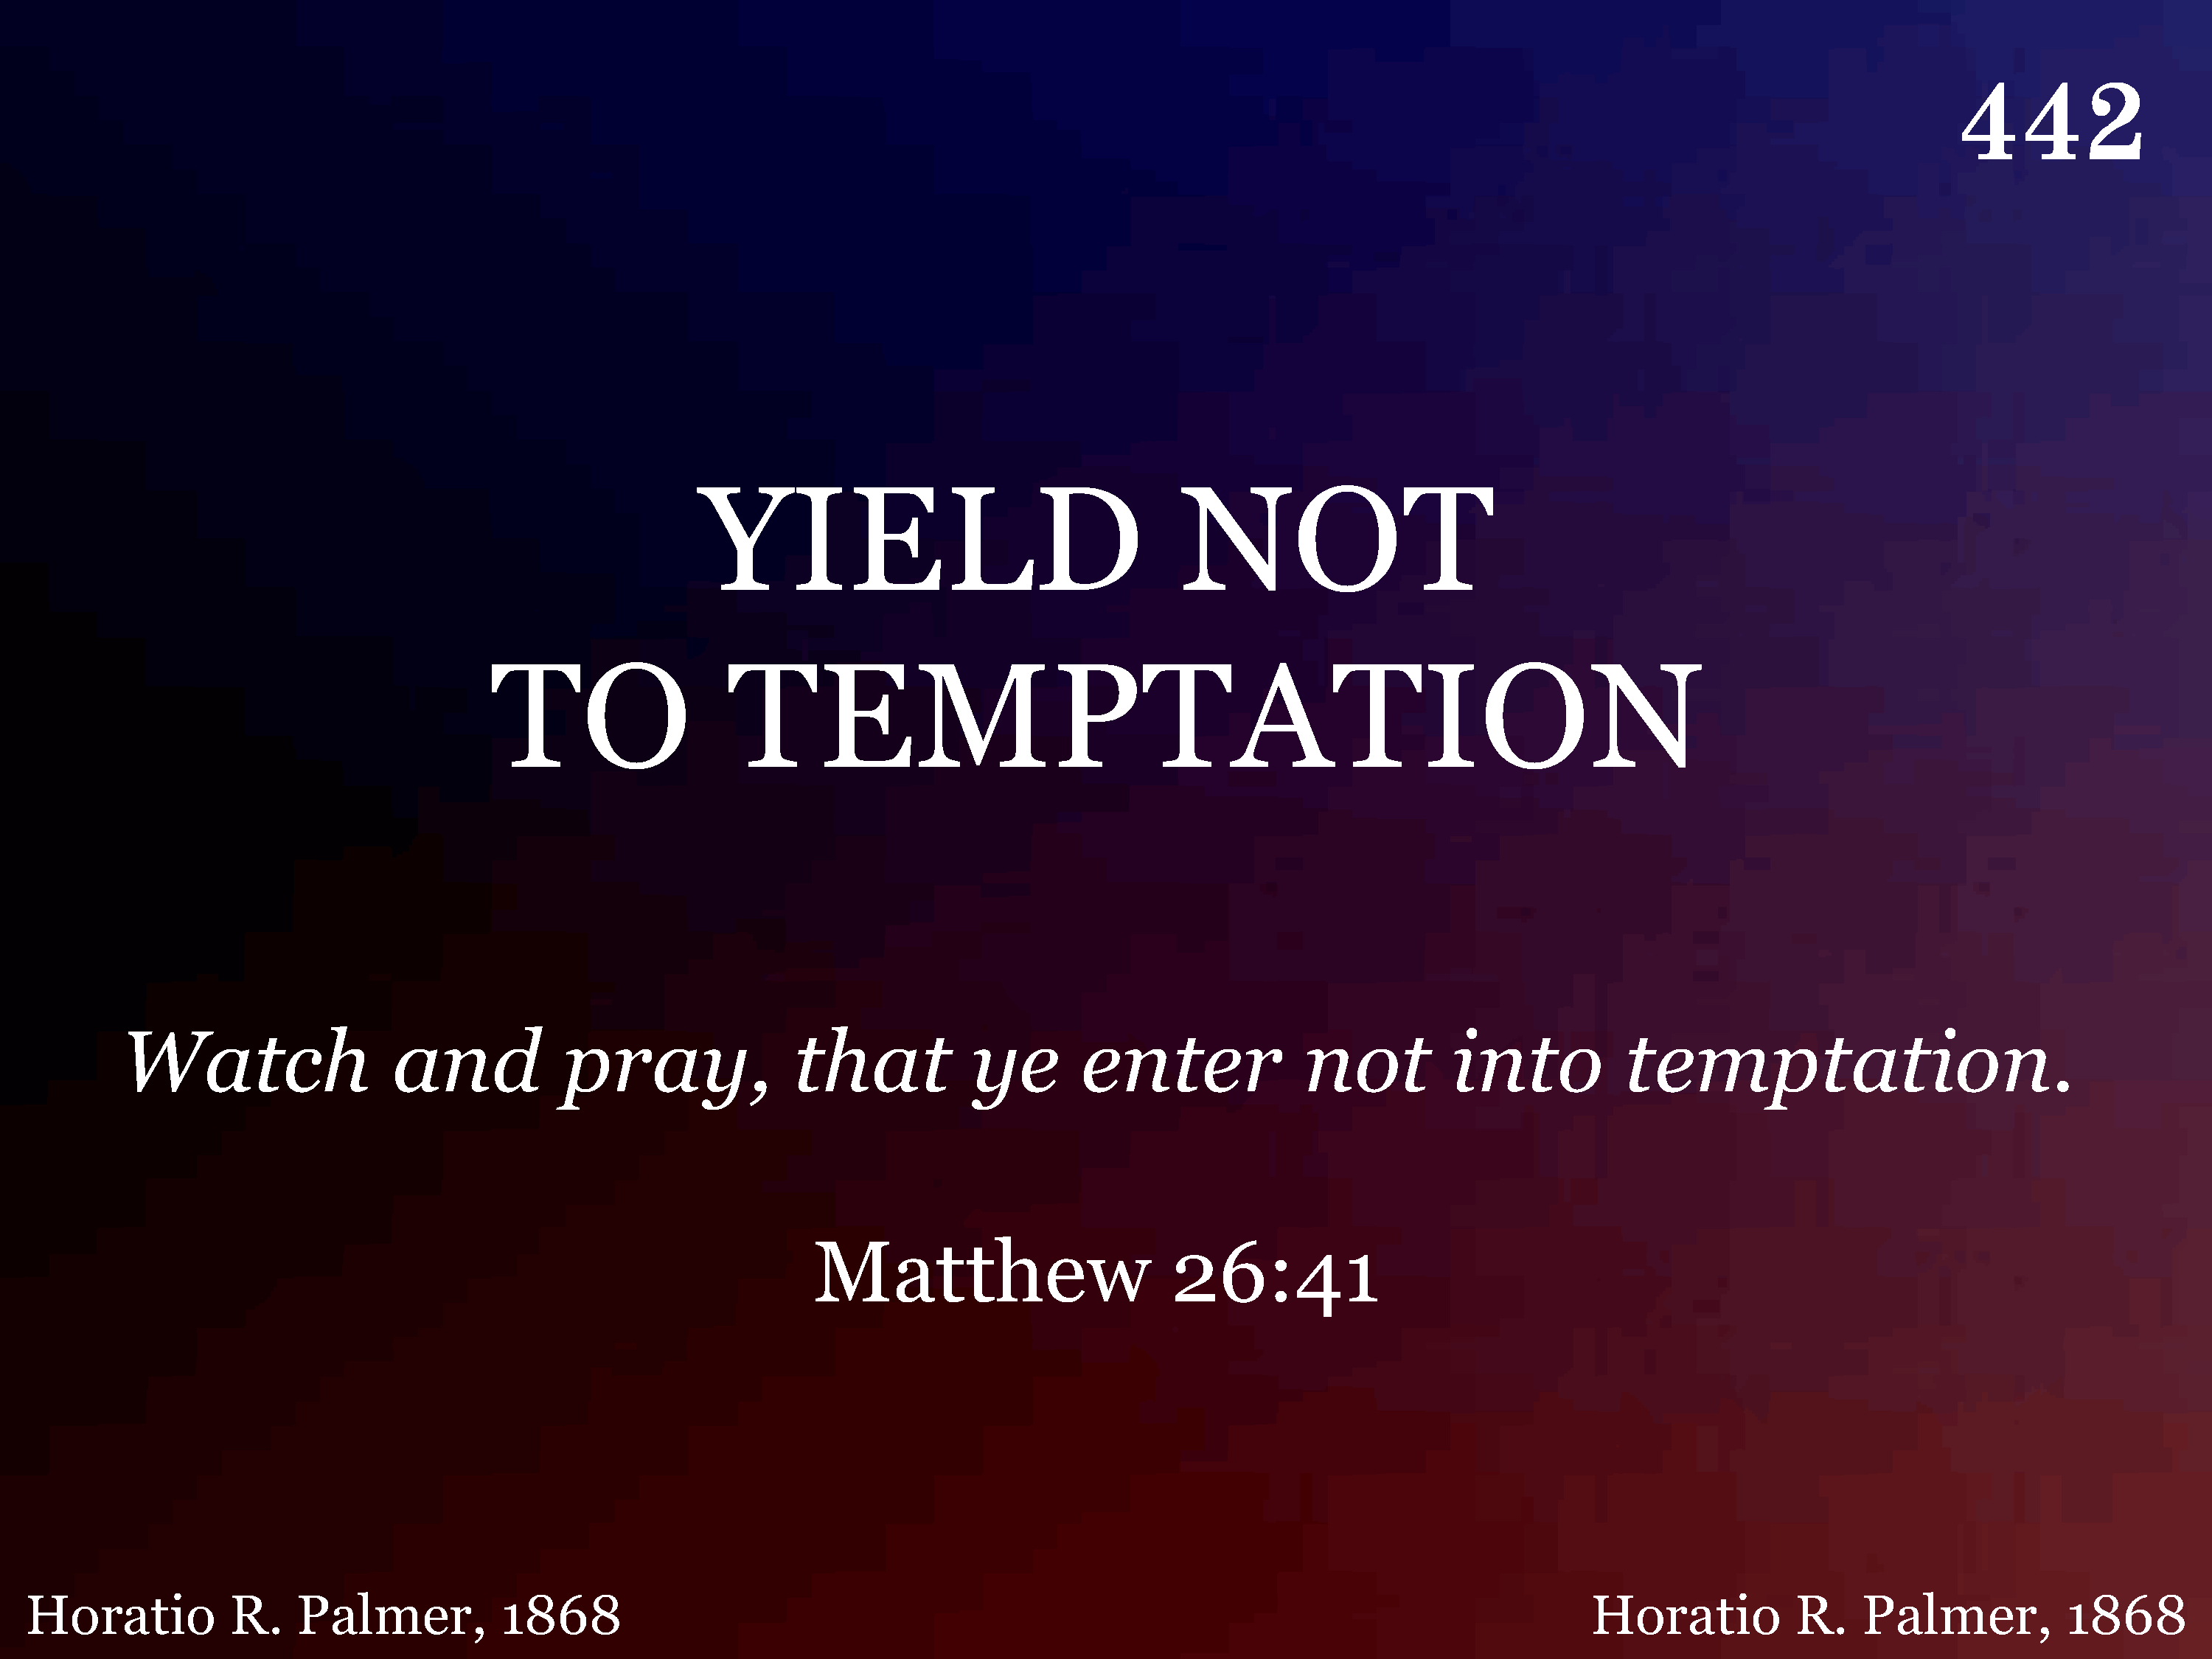 442
YIELD NOT
TO TEMPTATION
Watch and pray, that ye enter not into temptation.
Matthew 26:41
Horatio R. Palmer, 1868
Horatio R. Palmer, 1868